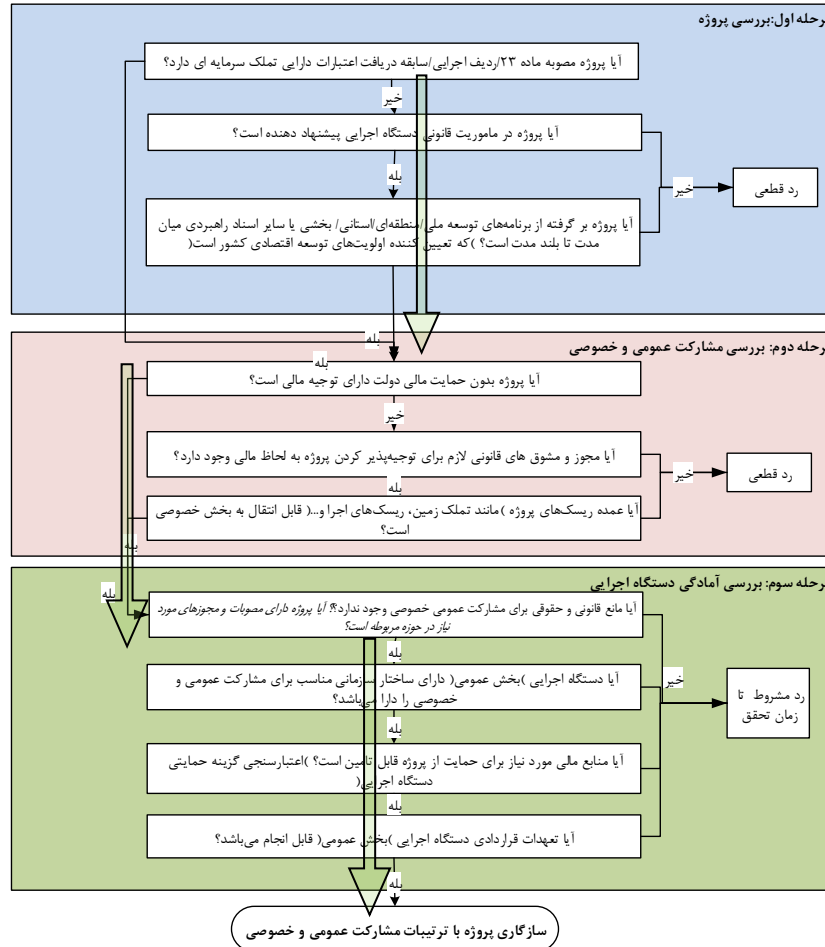 مرحله اول:بررسی پروژه
آیا پروژه مصوبه ماده ۲۳/ردیف اجرایی/سابقه دریافت اعتبارات دارایی تملک سرمایه ای دارد؟
خیر
آیا پروژه در ماموریت قانونی دستگاه اجرایی پیشنهاد دهنده است؟
بله
خیر
رد قطعی
آیا پروژه بر گرفته از برنامه‌های توسعه ملی/منطقه‌ای/استانی/ بخشی یا سایر اسناد راهبردی میان
مدت تا بلند مدت است؟ )که تعیین کننده اولویت‌های توسعه اقتصادی کشور است(
بله
مرحله دوم: بررسی مشارکت عمومی و خصوصی
بله
آیا پروژه بدون حمایت مالی دولت دارای توجیه مالی است؟
خیر
آیا مجوز و مشوق های قانونی لازم برای توجیه‌پذیر کردن پروژه به لحاظ مالی وجود دارد؟
بله
خیر
رد قطعی
آیا عمده ریسک‌های پروژه )مانند تملک زمین، ریسک‌های اجرا و...( قابل انتقال به بخش خصوصی
است؟
بله
مرحله سوم: بررسی آمادگی دستگاه اجرایی
بله
آیا مانع قانونی و حقوقی برای مشارکت عمومی خصوصی وجود ندارد؟؟ آیا پروژه دارای مصوبات و مجوزهای مورد
نیاز در حوزه مربوطه است؟
بله
آیا دستگاه اجرایی )بخش عمومی( دارای ساختار سازمانی مناسب برای مشارکت عمومی و
خصوصی را دارا می‌باشد؟
خیر
رد مشروط تا
زمان تحقق
بله
آیا منابع مالی مورد نیاز برای حمایت از پروژه قابل تامین است؟ )اعتبارسنجی گزینه حمایتی
دستگاه اجرایی(
بله
آیا تعهدات قراردادی دستگاه اجرایی )بخش عمومی( قابل انجام می‌باشد؟
بله
سازگاری پروژه با ترتیبات مشارکت عمومی و خصوصی